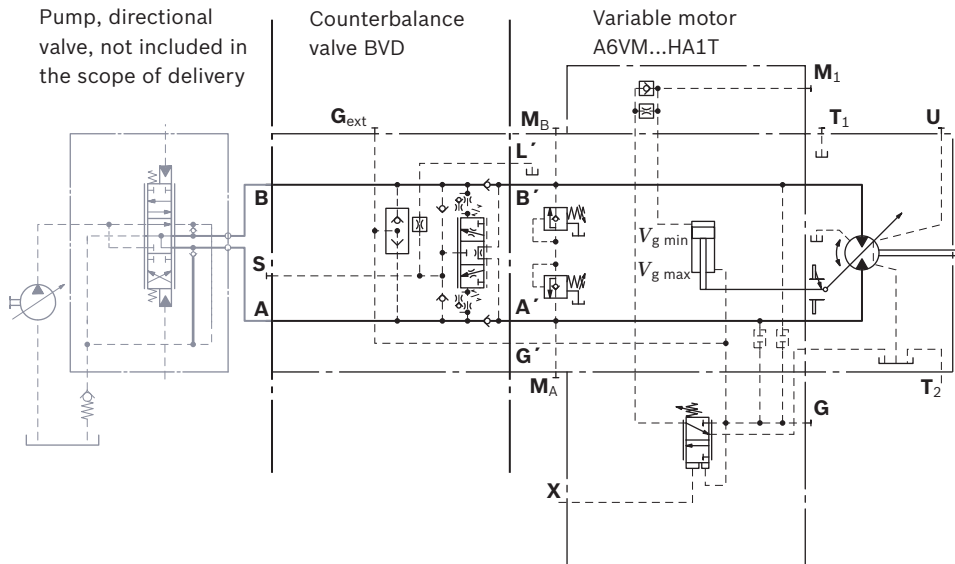 Pump, directional
valve, not included in
the scope of delivery
Counterbalance
valve BVD
Variable motor
A6VM...HA1T
M1
Gext
MB
T1
U
L´
B
B´
Vg min
Vg max
S
A
A´
G´
MA
T2
G
X